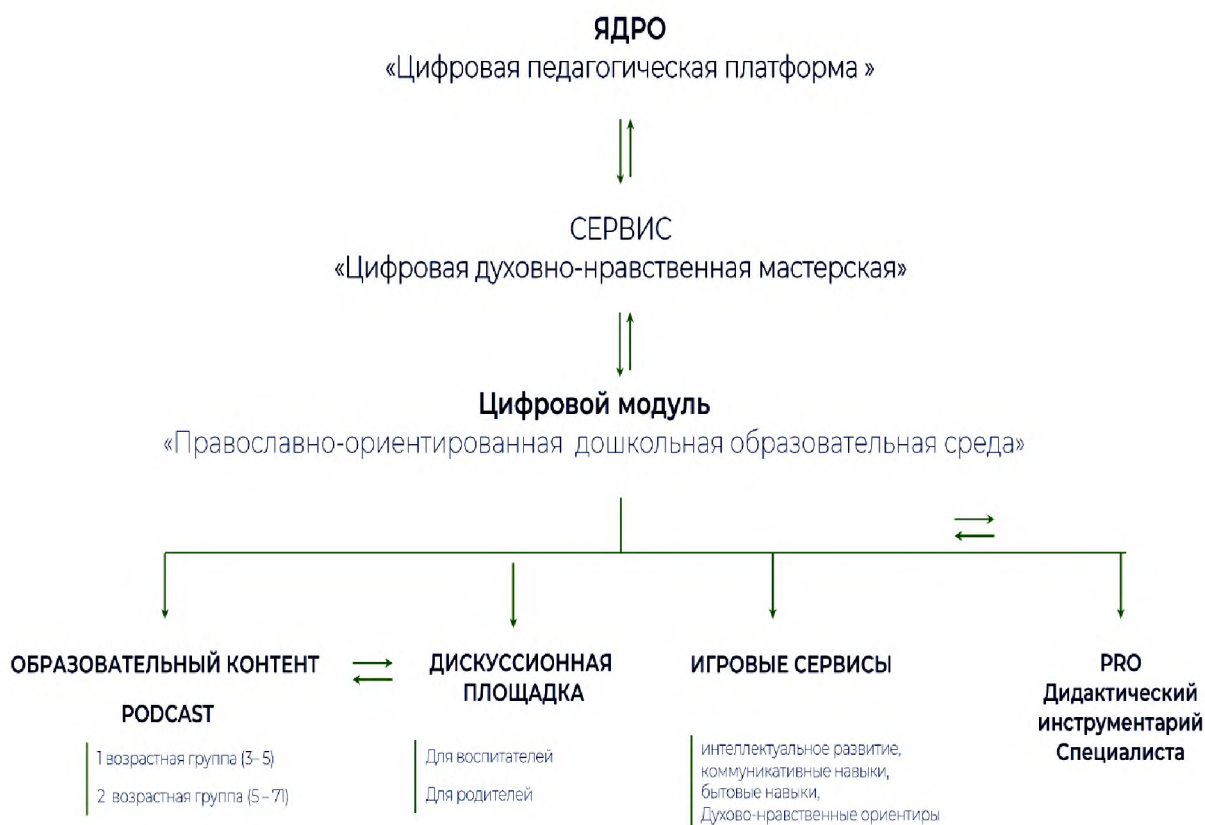 ЯДРО
«Цифровая педагогическая платформа »
СЕРВИС
«Цифровая духовно-нравственная мастерская»
Цифровой модуль
«Православно-ориентированная дошкольная образовательная среда»
ОБРАЗОВАТЕЛЬНЫЙ КОНТЕНТ
PODCAST
1 возрастная группа (3–5)
2 возрастная группа (5–71)
ДИСКУССИОННАЯ
ПЛОЩАДКА
Для воспитателей
Для родителей
ИГРОВЫЕ СЕРВИСЫ
интеллектуальное развитие,
коммуникативные навыки,
бытовые навыки,
Духово-нравственные ориентиры
PRO
Дидактический
инструментарий
Специалиста